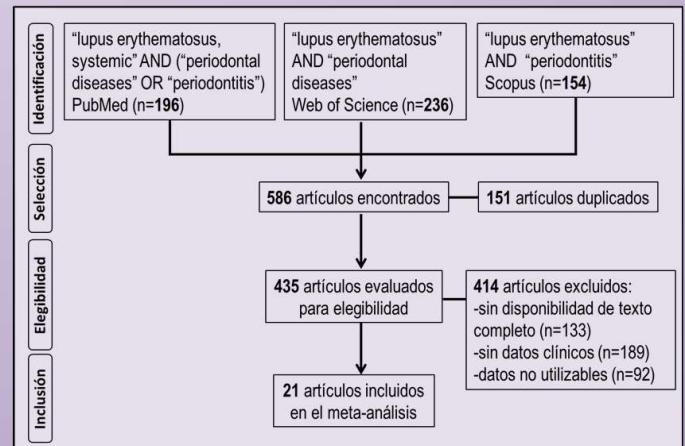 Identificación
"lupus erythematosus,
systemic" AND ("periodontal
diseases" OR "periodontitis")
PubMed (n=196)
"lupus erythematosus"
AND "periodontal
diseases"
Web of Science (n=236)
"lupus erythematosus"
AND "periodontitis"
Scopus (n=154)
Selección
586 artículos encontrados
151 artículos duplicados
Elegibilidad
435 artículos evaluados
para elegibilidad
414 artículos excluidos:
-sin disponibilidad de texto
completo (n=133)
-sin datos clínicos (n=189)
-datos no utilizables (n=92)
Inclusión
21 artículos incluidos
en el meta-análisis